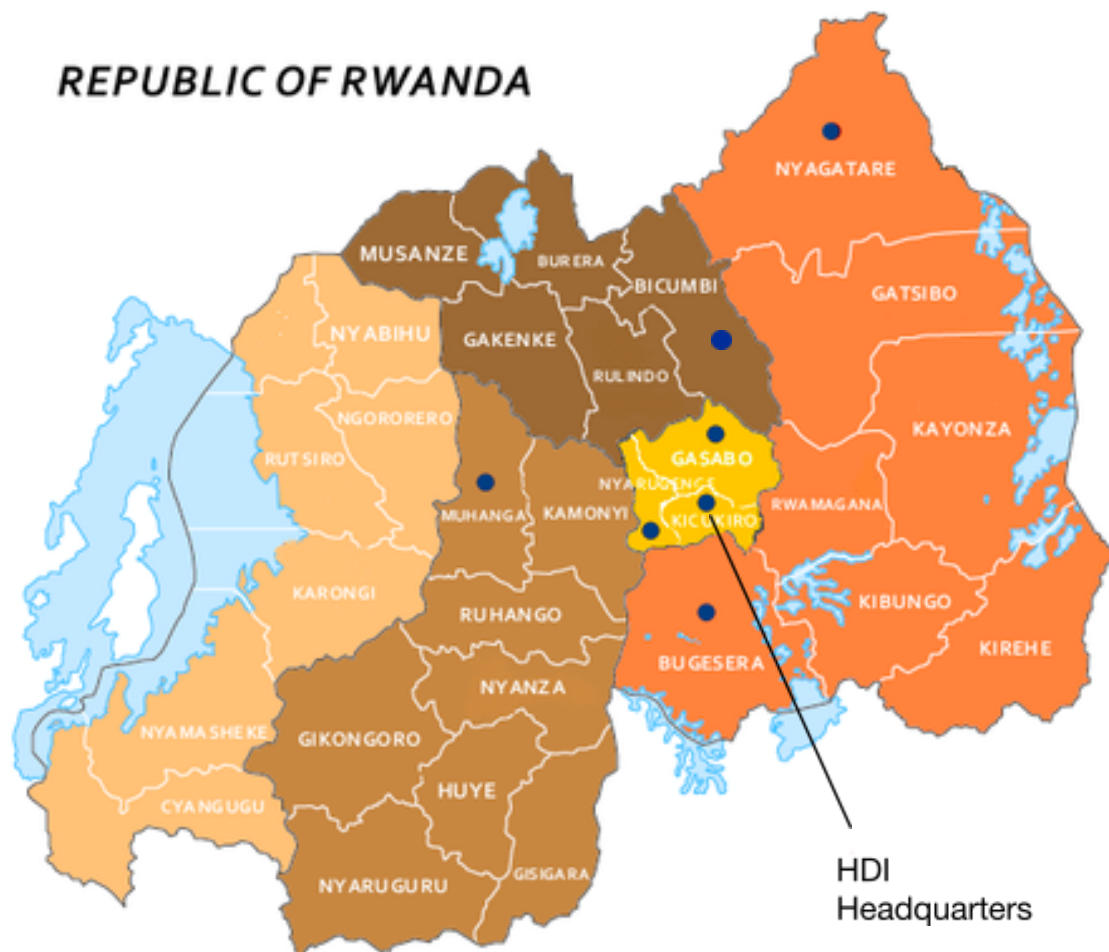 REPUBLIC OF RWANDA
NYAGATARE
MUSANZE
BURERA
BICUMBI
GATSIBO
NYABIHU
GAKENKE
RULINDO
NGORORERO
KAYONZA
RUTSIRO
GASABO
NYARUGENGE
MUHANGA
KAMONYI
KICUKIRO
RWAMAGANA
KARONGI
RUHANGO
KIBUNGO
KIREHE
BUGESERA
NYANZA
NYAMASHEKE
GIKONGORO
HUYE
CYANGUGU
NYARUGURU
GISIGARA
HDI
Headquarters